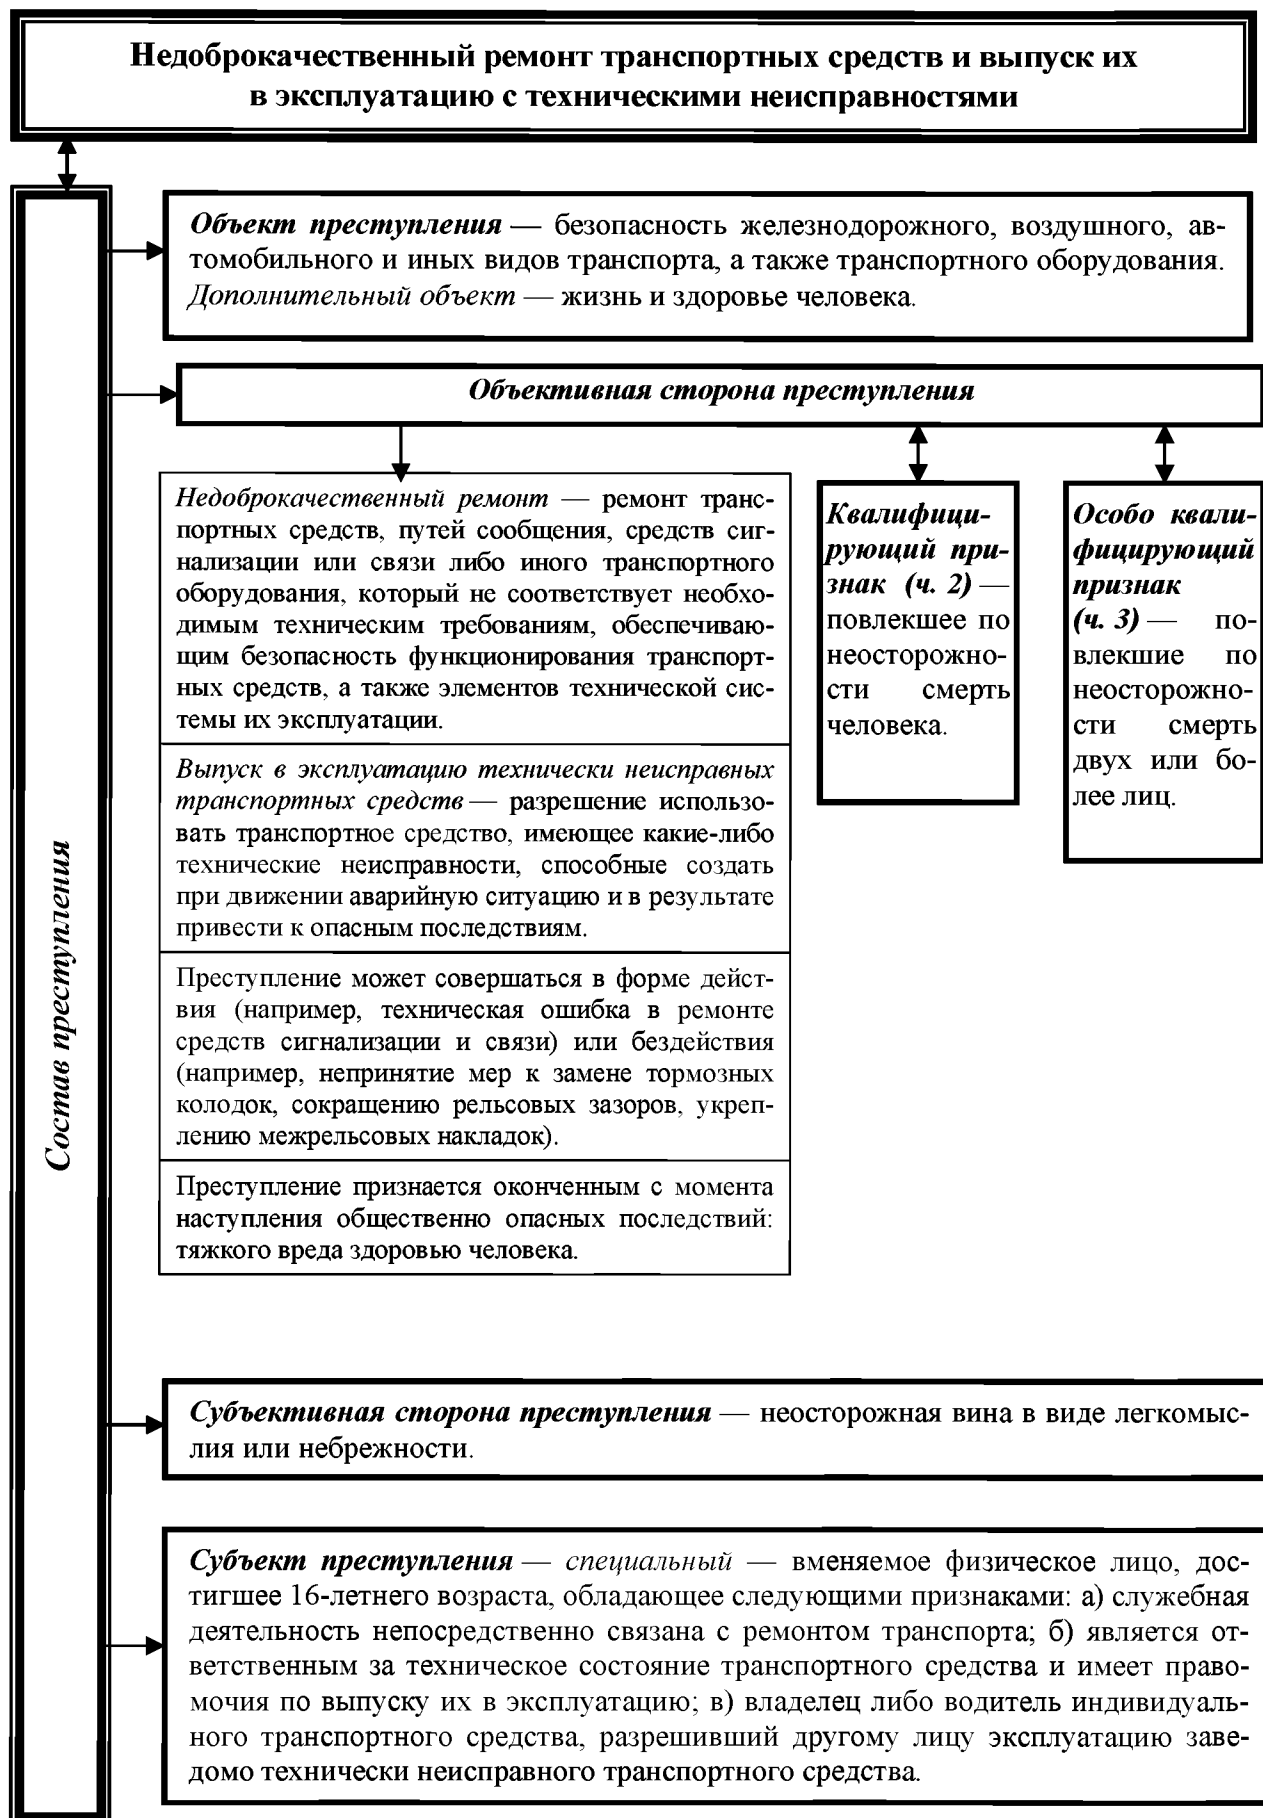 Недоброкачественный ремонт транспортных средств и выпуск их
в эксплуатацию с техническими неисправностями
Состав преступления
Объект преступления — безопасность железнодорожного, воздушного, ав-
томобильного и иных видов транспорта, а также транспортного оборудования.
Дополнительный объект — жизнь и здоровье человека.
Объективная сторона преступления
Недоброкачественный ремонт — ремонт транс-
портных средств, путей сообщения, средств сиг-
нализации или связи либо иного транспортного
оборудования, который не соответствует необхо-
димым техническим требованиям, обеспечиваю-
щим безопасность функционирования транспорт-
ных средств, а также элементов технической сис-
темы их эксплуатации.
Выпуск в эксплуатацию технически неисправных
транспортных средств — разрешение использо-
вать транспортное средство, имеющее какие-либо
технические неисправности, способные создать
при движении аварийную ситуацию и в результате
привести к опасным последствиям.
Преступление может совершаться в форме дейст-
вия (например, техническая ошибка в ремонте
средств сигнализации и связи) или бездействия
(например, непринятие мер к замене тормозных
колодок, сокращению рельсовых зазоров, укреп-
лению межрельсовых накладок).
Преступление признается оконченным с момента
наступления общественно опасных последствий:
тяжкого вреда здоровью человека.
Квалифици-
рующий при-
знак (ч. 2) —
повлекшее по
неосторожно-
сти смерть
человека.
Особо квали-
фицирующий
признак
(ч. 3) — по-
влекшие по
неосторожно-
сти смерть
двух или бо-
лее лиц.
Субъективная сторона преступления — неосторожная вина в виде легкомыс-
лия или небрежности.
Субъект преступления — специальный — вменяемое физическое лицо, дос-
тигшее 16-летнего возраста, обладающее следующими признаками: а) служебная
деятельность непосредственно связана с ремонтом транспорта; б) является от-
ветственным за техническое состояние транспортного средства и имеет право-
мочия по выпуску их в эксплуатацию; в) владелец либо водитель индивидуаль-
ного транспортного средства, разрешивший другому лицу эксплуатацию заве-
домо технически неисправного транспортного средства.